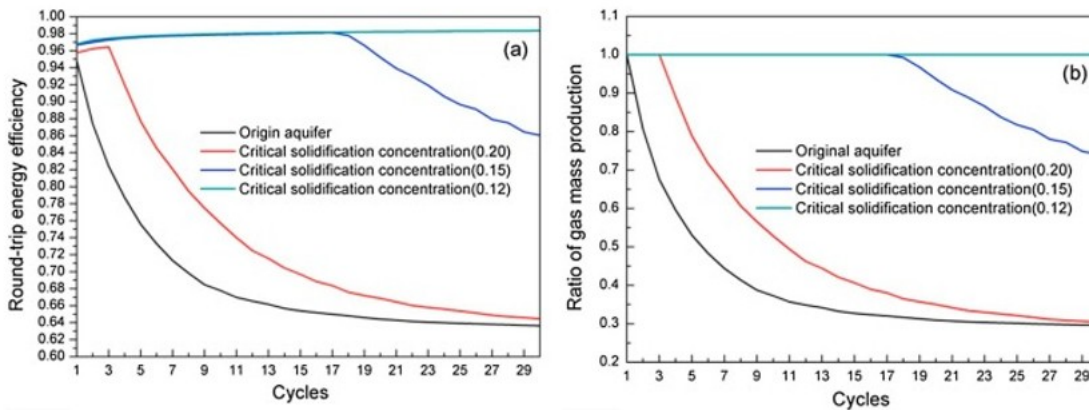 (a)
Round-trip energy efficiency
1.00
0.98
0.96
0.94
0.92
0.90
0.88
0.86
0.84
0.82
0.80
0.78
0.76
0.74
0.72
0.70
0.68
0.66
0.64
0.62
0.60
Origin aquifer
Critical solidification concentration(0.20)
Critical solidification concentration(0.15)
Critical solidification concentration(0.12)
1 3 5 7 9 11 13 15 17 19 21 23 25 27 29
Cycles
(b)
Ratio of gas mass production
1.1
1.0
0.9
0.8
0.7
0.6
0.5
0.4
0.3
0.2
Original aquifer
Critical solidification concentration(0.20)
Critical solidification concentration(0.15)
Critical solidification concentration(0.12)
1 3 5 7 9 11 13 15 17 19 21 23 25 27 29
Cycles